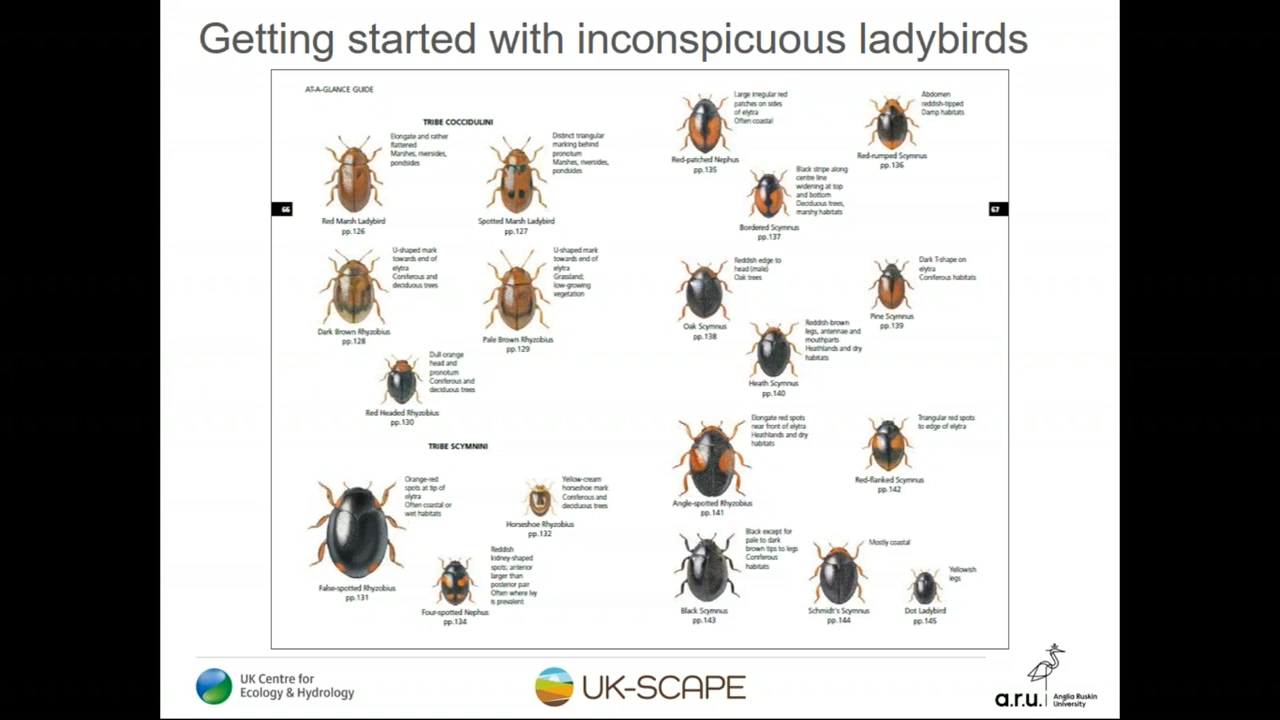 Getting started with inconspicuous ladybirds
AT-A-GLANCE GUIDE
TRIBE COCCIDULINI
Elongate and rather
flattened
Marshes, riversides,
pondsides
Red Marsh Ladybird
pp.126
Distinct triangular
marking behind
pronotum
Marshes, riversides,
pondsides
Spotted Marsh Ladybird
pp.127
66
U-shaped mark
towards end of
elytra
Coniferous and
deciduous trees
Dark Brown Rhyzobius
pp.128
U-shaped mark
towards end of
elytra
Grassland;
low-growing
vegetation
Pale Brown Rhyzobius
pp.129
Dull orange
head and
pronotum
Coniferous and
deciduous trees
Red Headed Rhyzobius
pp.130
TRIBE SCYMNINI
Orange-red
spots at tip of
elytra
Often coastal or
wet habitats
False-spotted Rhyzobius
pp.131
Yellow-cream
horseshoe mark
Coniferous and
deciduous trees
Horseshoe Rhyzobius
pp.132
Reddish
kidney-shaped
spots; anterior
larger than
posterior pair
Often where ivy
is prevalent
Four-spotted Nephus
pp.134
Large irregular red
patches on sides
of elytra
Often coastal
Red-patched Nephus
pp.135
Abdomen
reddish-tipped
Damp habitats
Red-rumped Scymnus
pp.136
Black stripe along
centre line
widening at top
and bottom
Deciduous trees,
marshy habitats
Bordered Scymnus
pp.137
67
Reddish edge to
head (male)
Oak trees
Oak Scymnus
pp.138
Dark T-shape on
elytra
Coniferous habitats
Pine Scymnus
pp.139
Reddish-brown
legs, antennae and
mouthparts
Heathlands and dry
habitats
Heath Scymnus
pp.140
Elongate red spots
near front of elytra
Heathlands and dry
habitats
Angle-spotted Rhyzobius
pp.141
Triangular red spots
to edge of elytra
Red-flanked Scymnus
pp.142
Black except for
pale to dark
brown tips to legs
Coniferous
habitats
Black Scymnus
pp.143
Mostly coastal
Schmidt's Scymnus
pp.144
Yellowish
legs
Dot Ladybird
pp.145
UK Centre for
Ecology & Hydrology
UK-SCAPE
a.r.u.
Anglia Ruskin
University